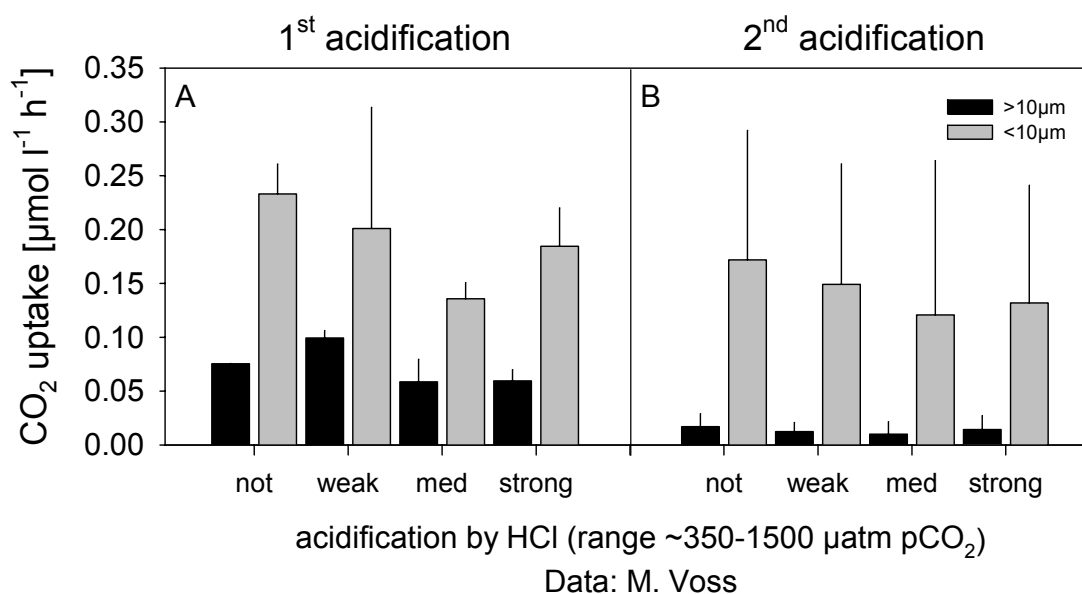 1st acidification
2nd acidification
A
B
>10µm
<10µm
CO2 uptake [µmol l-1 h-1]
0.35
0.30
0.25
0.20
0.15
0.10
0.05
0.00
not weak med strong
not weak med strong
acidification by HCl (range ~350-1500 µatm pCO2)
Data: M. Voss